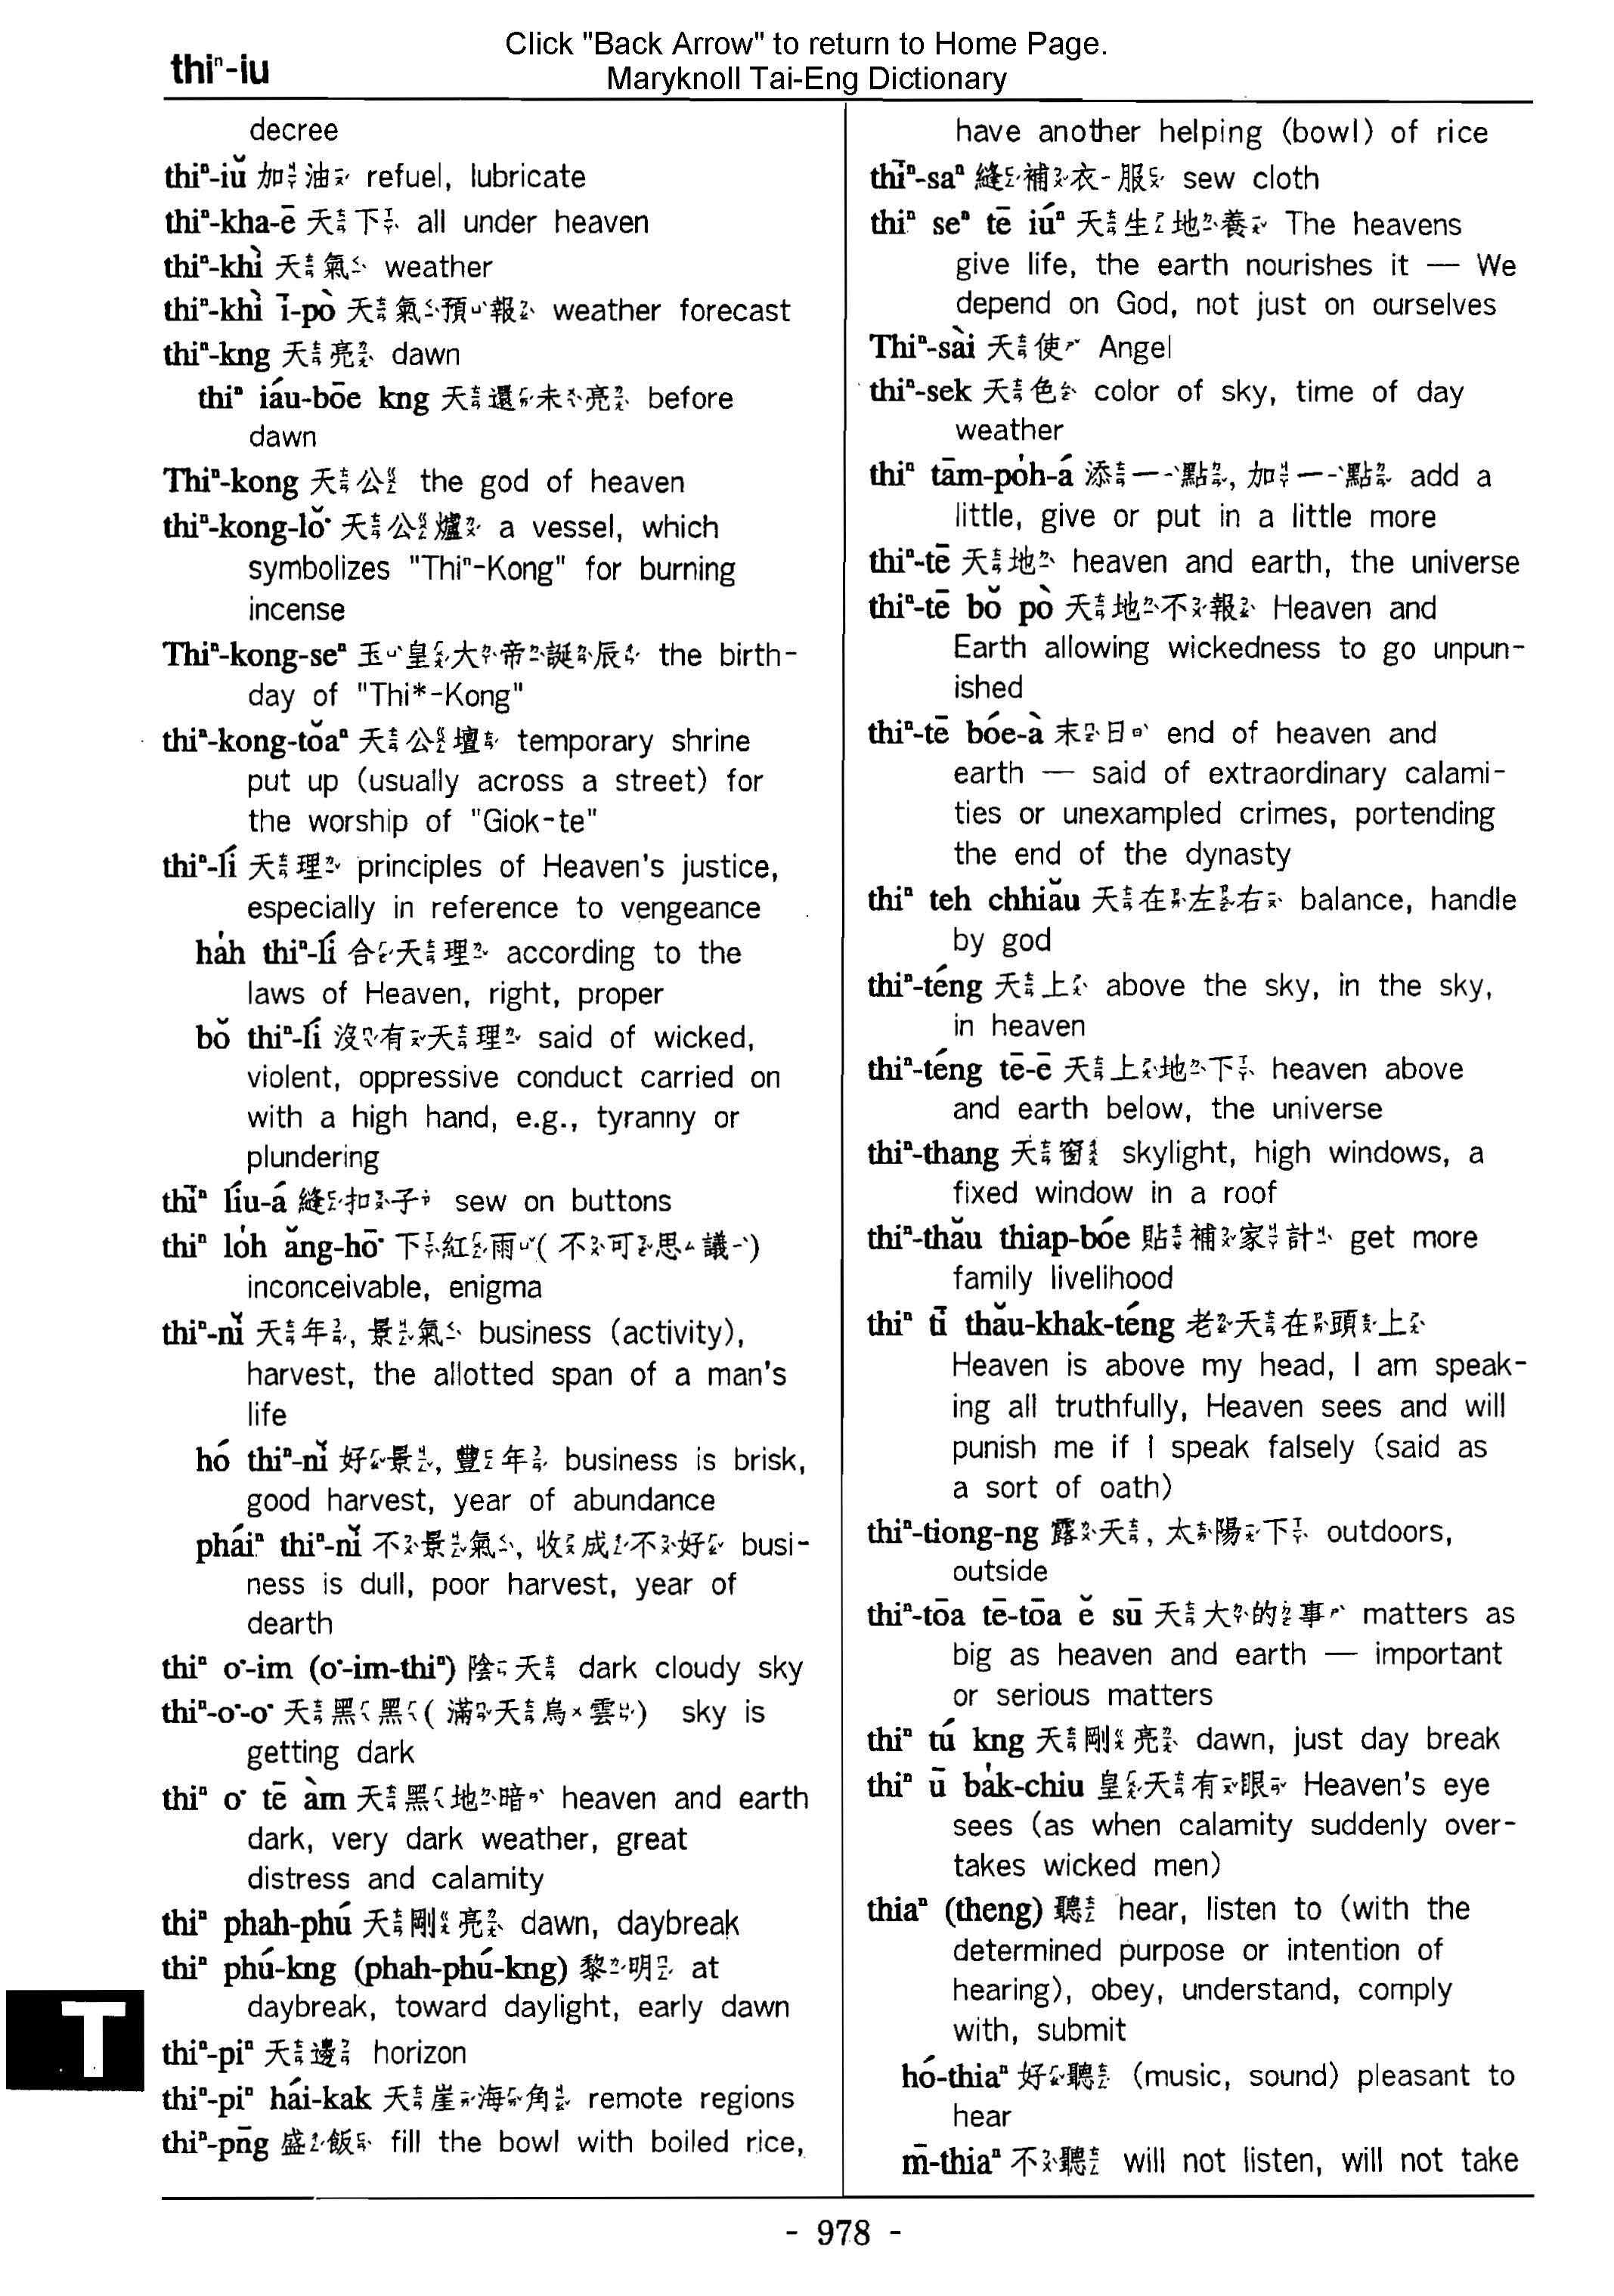 Click "Back Arrow" to return to Home Page.
Maryknoll Tai-Eng Dictionary
thiⁿ-iu
decree
thiⁿ-iŭ 加油 refuel, lubricate
thiⁿ-kha-ē 天下 all under heaven
thiⁿ-khì 天氣 weather
thiⁿ-khì ī-pò 天氣預報 weather forecast
thiⁿ-kng 天亮 dawn
thiⁿ iáu-bōe kng 天還未亮 before
dawn
Thiⁿ-kong 天公 the god of heaven
thiⁿ-kong-lŏ͘ 天公爐 a vessel, which
symbolizes "Thiⁿ-Kong" for burning
incense
Thiⁿ-kong-seⁿ 玉皇大帝誕辰 the birth-
day of "Thi*-Kong"
thiⁿ-kong-tŏaⁿ 天公壇 temporary shrine
put up (usually across a street) for
the worship of "Giok-te"
thiⁿ-lí 天理 principles of Heaven's justice,
especially in reference to vengeance
ha̍h thiⁿ-lí 合天理 according to the
laws of Heaven, right, proper
bŏ thiⁿ-lí 沒有天理 said of wicked,
violent, oppressive conduct carried on
with a high hand, e.g., tyranny or
plundering
thīⁿ líu-á 縫扣子 sew on buttons
thiⁿ lo̍h ăng-hō͘ 下紅雨(不可思議)
inconceivable, enigma
thiⁿ-nĭ 天年, 景氣 business (activity),
harvest, the allotted span of a man's
life
hó thiⁿ-nĭ 好景, 豐年 business is brisk,
good harvest, year of abundance
pháiⁿ thiⁿ-nĭ 不景氣, 收成不好 busi-
ness is dull, poor harvest, year of
dearth
thiⁿ o͘-im (o͘-im-thiⁿ) 陰天 dark cloudy sky
thiⁿ-o͘-o͘ 天黑黑(滿天烏雲) sky is
getting dark
thiⁿ o͘ tē àm 天黑地暗 heaven and earth
dark, very dark weather, great
distress and calamity
thiⁿ phah-phú 天剛亮 dawn, daybreak
thiⁿ phú-kng (phah-phú-kng) 黎明 at
daybreak, toward daylight, early dawn
thiⁿ-piⁿ 天邊 horizon
thiⁿ-piⁿ hái-kak 天崖海角 remote regions
thiⁿ-pn̄g 盛飯 fill the bowl with boiled rice,
have another helping (bowl) of rice
thīⁿ-saⁿ 縫補衣服 sew cloth
thiⁿ seⁿ tē iúⁿ 天生地養 The heavens
give life, the earth nourishes it — We
depend on God, not just on ourselves
Thiⁿ-sài 天使 Angel
thiⁿ-sek 天色 color of sky, time of day
weather
thiⁿ tām-po̍h-á 添一點, 加一點 add a
little, give or put in a little more
thiⁿ-tē 天地 heaven and earth, the universe
thiⁿ-tē bŏ pò 天地不報 Heaven and
Earth allowing wickedness to go unpun-
ished
thiⁿ-tē bóe-à 末日 end of heaven and
earth — said of extraordinary calami-
ties or unexampled crimes, portending
the end of the dynasty
thiⁿ teh chhiău 天在左右 balance, handle
by god
thiⁿ-téng 天上 above the sky, in the sky,
in heaven
thiⁿ-téng tē-ē 天上地下 heaven above
and earth below, the universe
thiⁿ-thang 天窗 skylight, high windows, a
fixed window in a roof
thiⁿ-thău thiap-bóe 貼補家計 get more
family livelihood
thiⁿ tī thău-khak-téng 老天在頭上
Heaven is above my head, I am speak-
ing all truthfully, Heaven sees and will
punish me if I speak falsely (said as
a sort of oath)
thiⁿ-tiong-ng 露天, 太陽下 outdoors,
outside
thiⁿ-tōa tē-tōa ĕ sū 天大的事 matters as
big as heaven and earth — important
or serious matters
thiⁿ tú kng 天剛亮 dawn, just day break
thiⁿ ū ba̍k-chiu 皇天有眼 Heaven's eye
sees (as when calamity suddenly over-
takes wicked men)
thiaⁿ (theng) 聽 hear, listen to (with the
determined purpose or intention of
hearing), obey, understand, comply
with, submit
hó-thiaⁿ 好聽 (music, sound) pleasant to
hear
m̄-thiaⁿ 不聽 will not listen, will not take
T
- 978 -